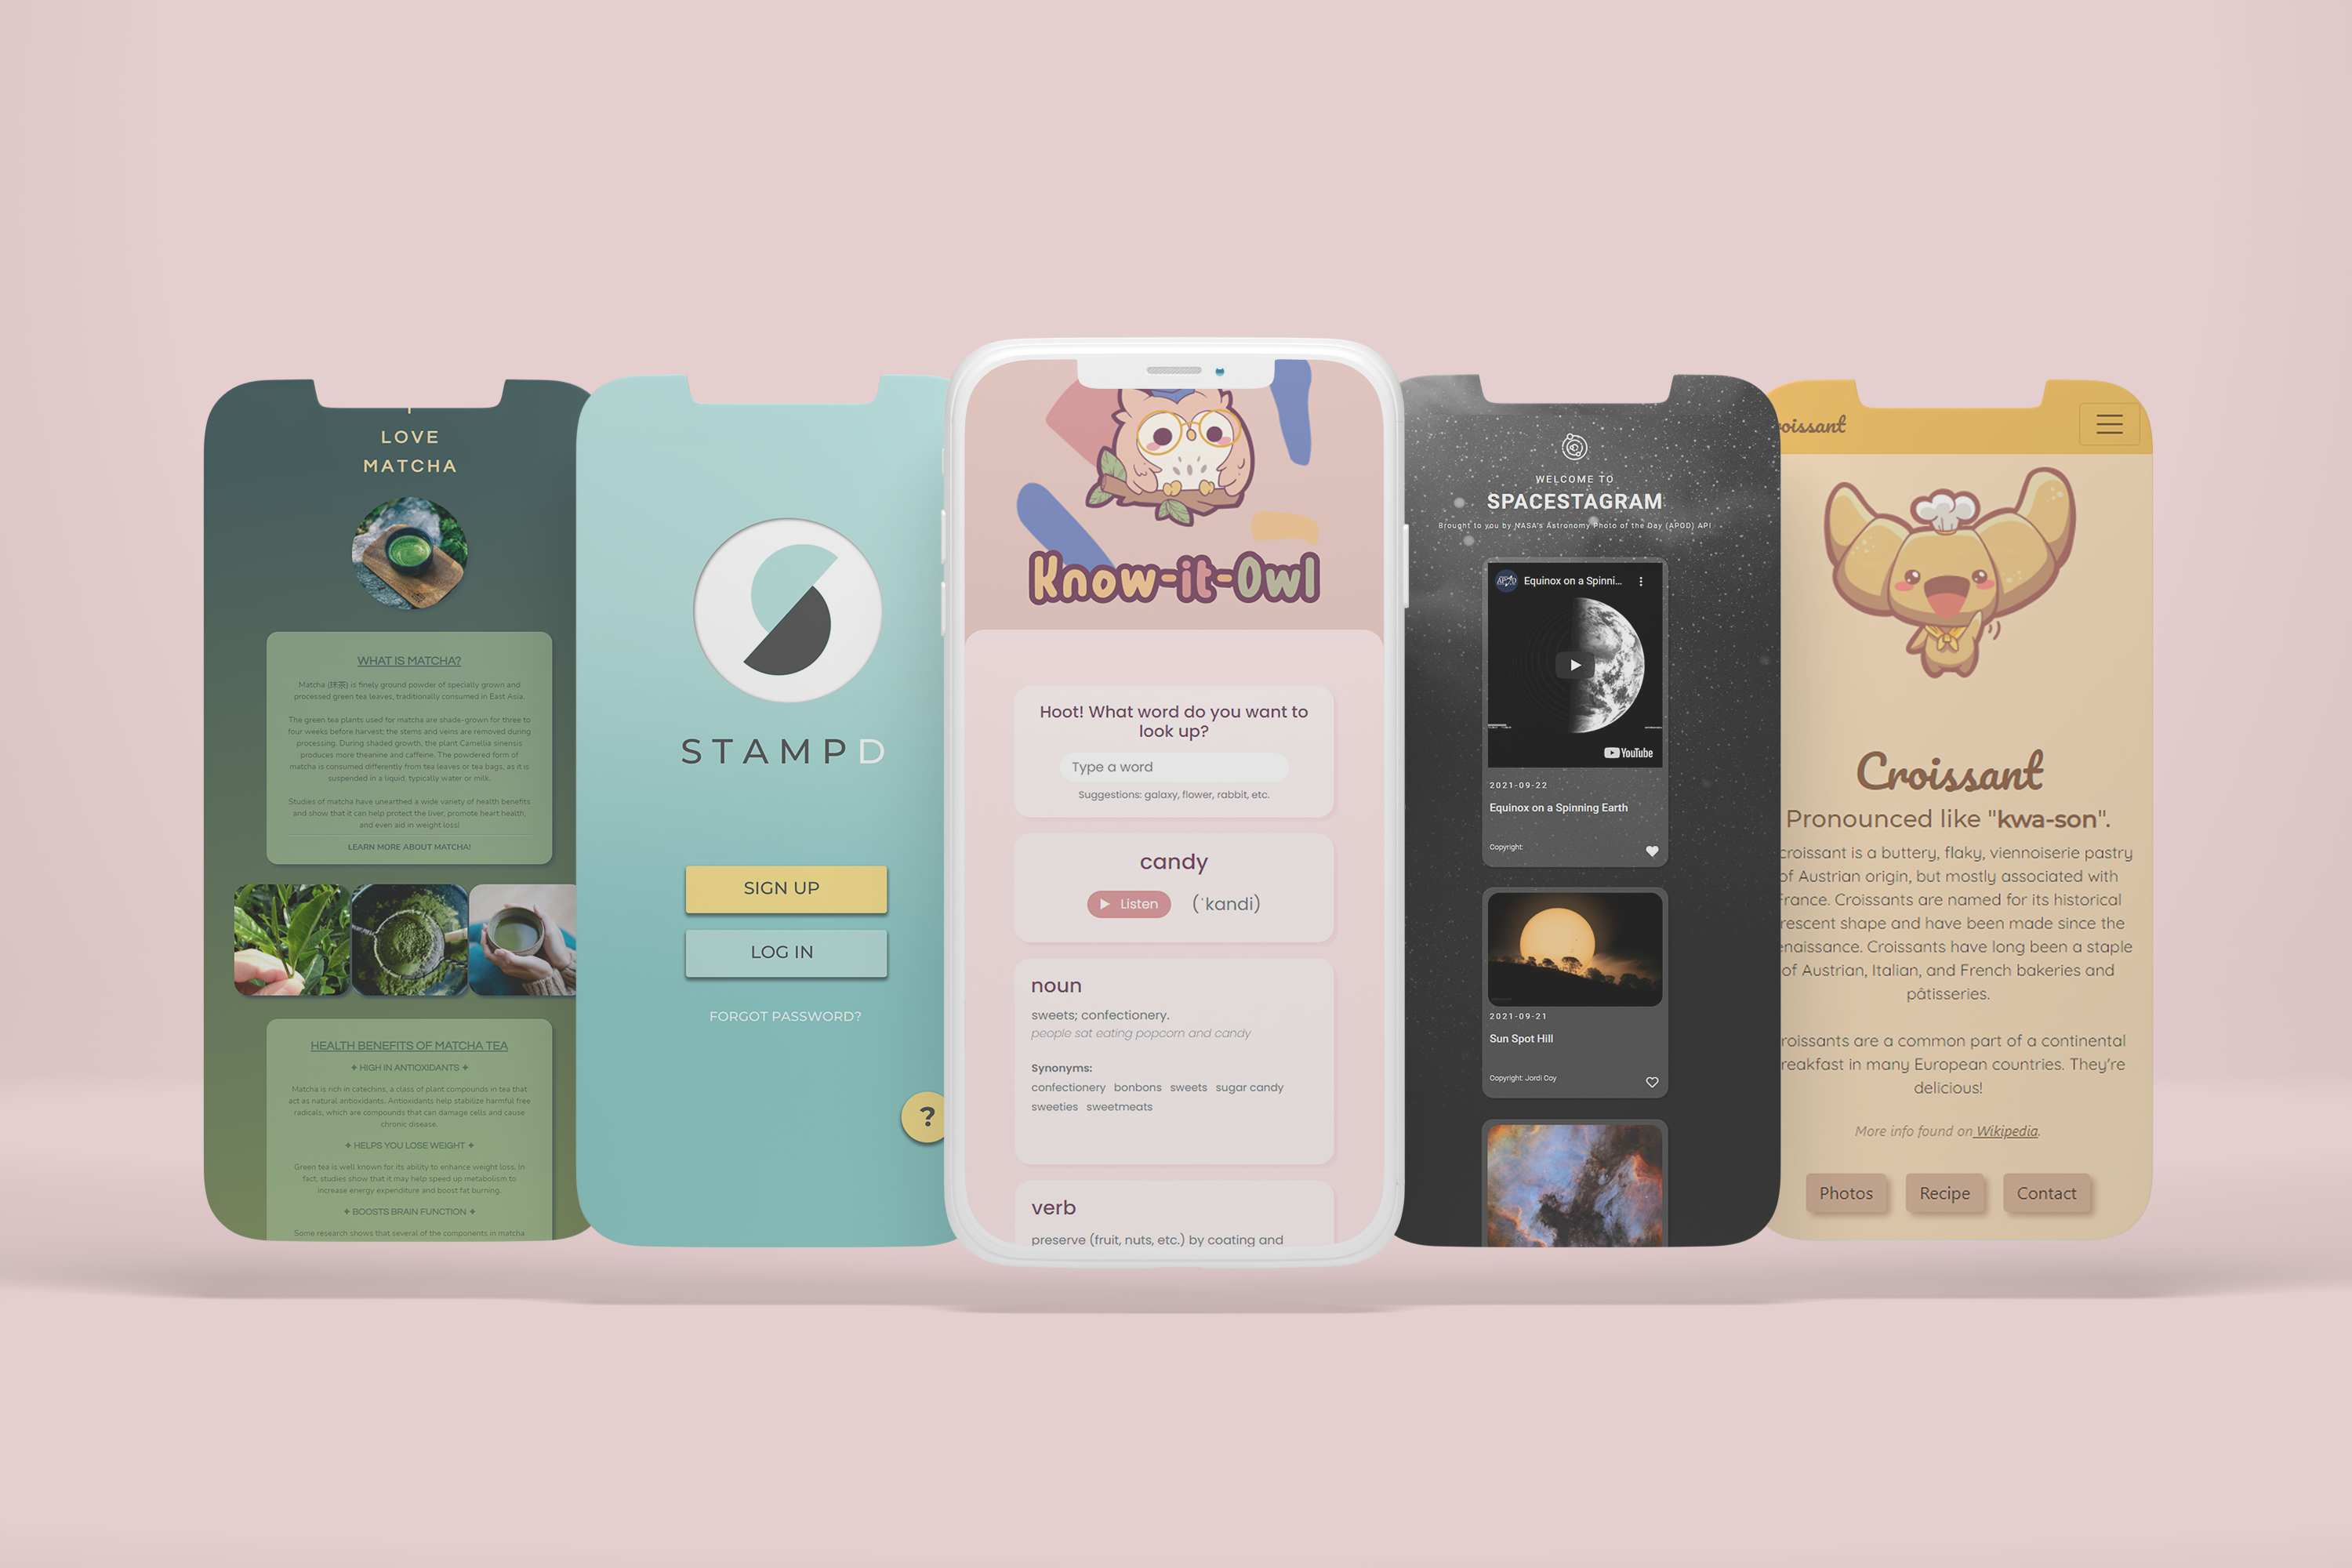 I
LOVE
MATCHA
WHAT IS MATCHA?
Matcha (抹茶) is finely ground powder of specially grown and
processed green tea leaves, traditionally consumed in East Asia.
The green tea plants used for matcha are shade-grown for three to
four weeks before harvest; the stems and veins are removed during
processing. During shaded growth, the plant Camellia sinensis
produces more theanine and caffeine. The powdered form of
matcha is consumed differently from tea leaves or tea bags, as it is
suspended in a liquid, typically water or milk.
Studies of matcha have unearthed a wide variety of health benefits
and show that it can help protect the liver, promote heart health,
and even aid in weight loss!
LEARN MORE ABOUT MATCHA!
HEALTH BENEFITS OF MATCHA TEA
✦ HIGH IN ANTIOXIDANTS ✦
Matcha is rich in catechins, a class of plant compounds in tea that
act as natural antioxidants. Antioxidants help stabilize harmful free
radicals, which are compounds that can damage cells and cause
chronic disease.
✦ HELPS YOU LOSE WEIGHT ✦
Green tea is well known for its ability to enhance weight loss. In
fact, studies show that it may help speed up metabolism to
increase energy expenditure and boost fat burning.
✦ BOOSTS BRAIN FUNCTION ✦
Some research shows that several of the components in matcha
STAMPD
SIGN UP
LOG IN
FORGOT PASSWORD?
?
Know-it-Owl
Hoot! What word do you want to
look up?
Type a word
Suggestions: galaxy, flower, rabbit, etc.
candy
Listen (ˈkandi)
noun
sweets; confectionery.
people sat eating popcorn and candy
Synonyms:
confectionery bonbons sweets sugar candy
sweeties sweetmeats
verb
preserve (fruit, nuts, etc.) by coating and
WELCOME TO
SPACESTAGRAM
Brought to you by NASA's Astronomy Photo of the Day (APOD) API
APOD Equinox on a Spinni...
YouTube
2021-09-22
Equinox on a Spinning Earth
Copyright:
2021-09-21
Sun Spot Hill
Copyright: Jordi Coy
roissant
Croissant
Pronounced like "kwa-son".
croissant is a buttery, flaky, viennoiserie pastry
of Austrian origin, but mostly associated with
France. Croissants are named for its historical
rescent shape and have been made since the
enaissance. Croissants have long been a staple
of Austrian, Italian, and French bakeries and
pâtisseries.
roissants are a common part of a continental
reakfast in many European countries. They're
delicious!
More info found on Wikipedia.
Photos Recipe Contact